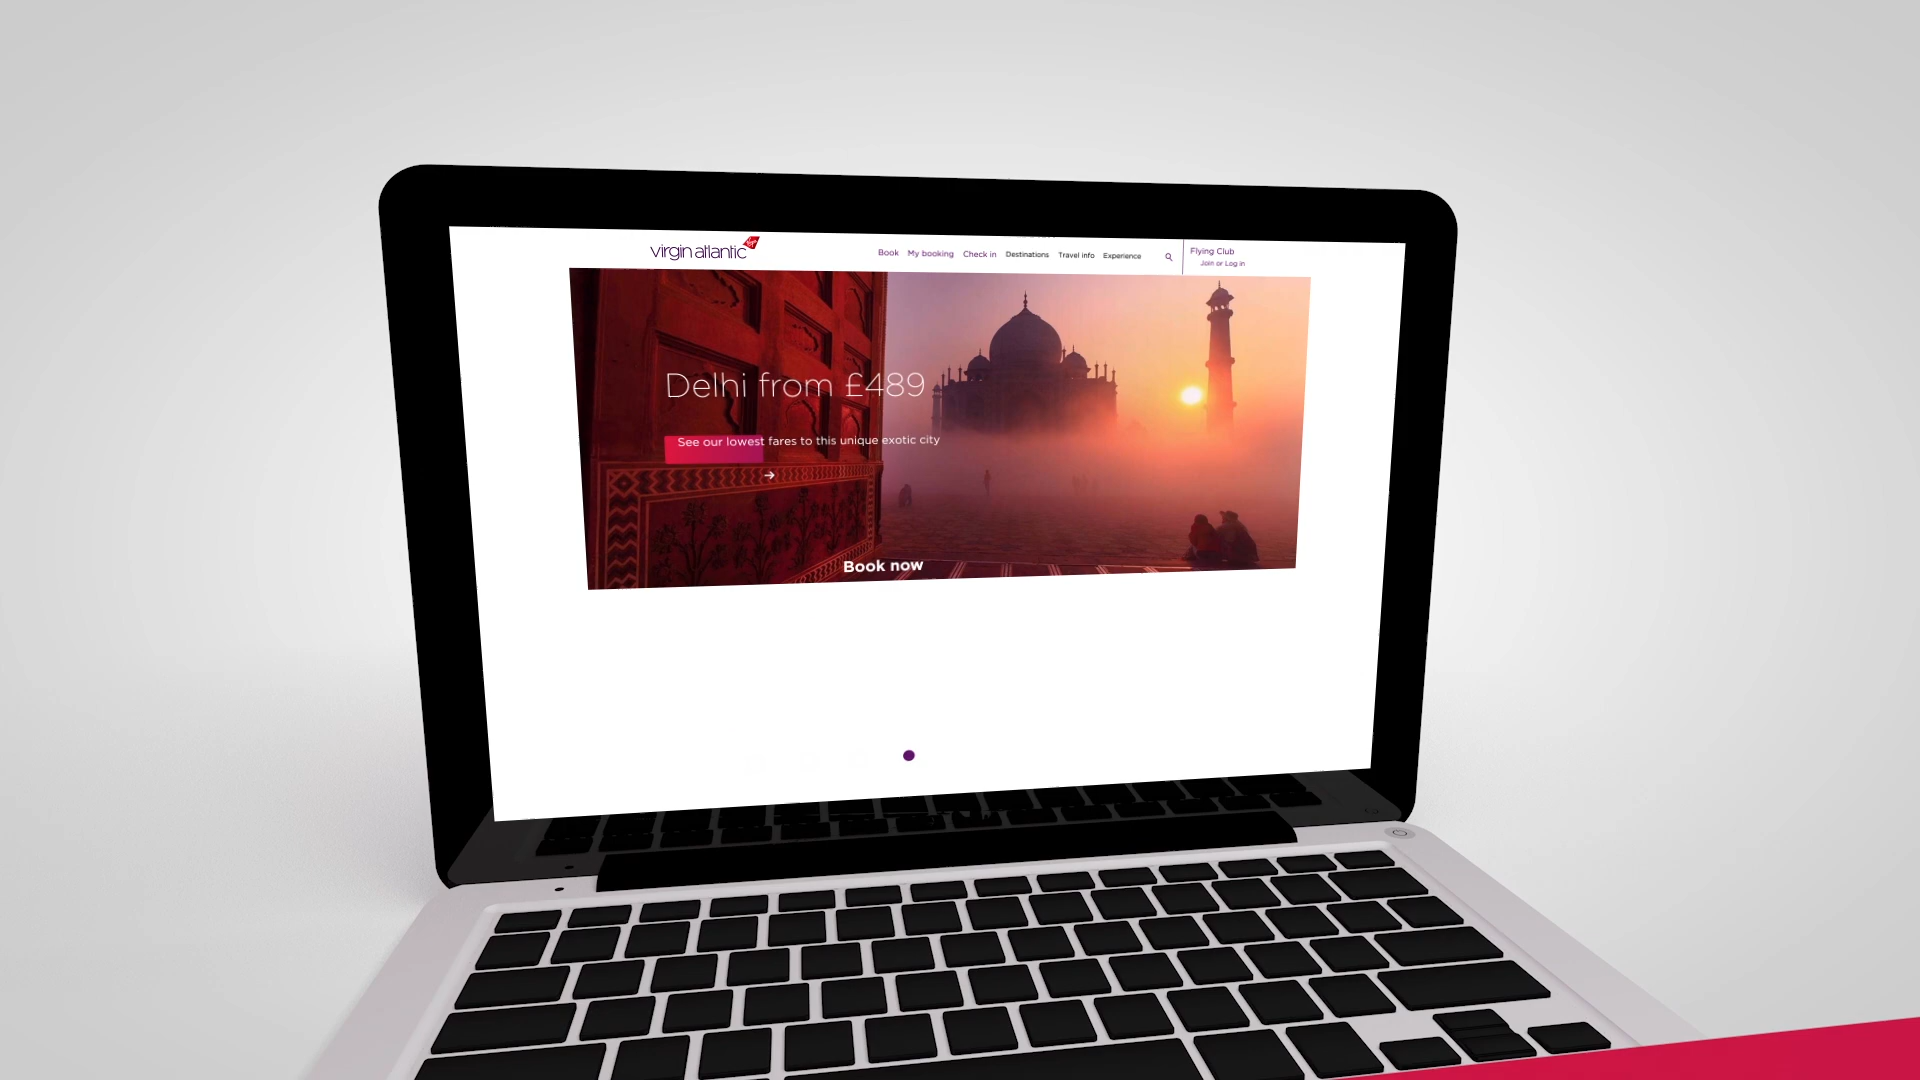 virgin atlantic
Book My booking Check in Destinations Travel info Experience
Flying Club
Join or Log in
Delhi from £489
See our lowest fares to this unique exotic city
Book now